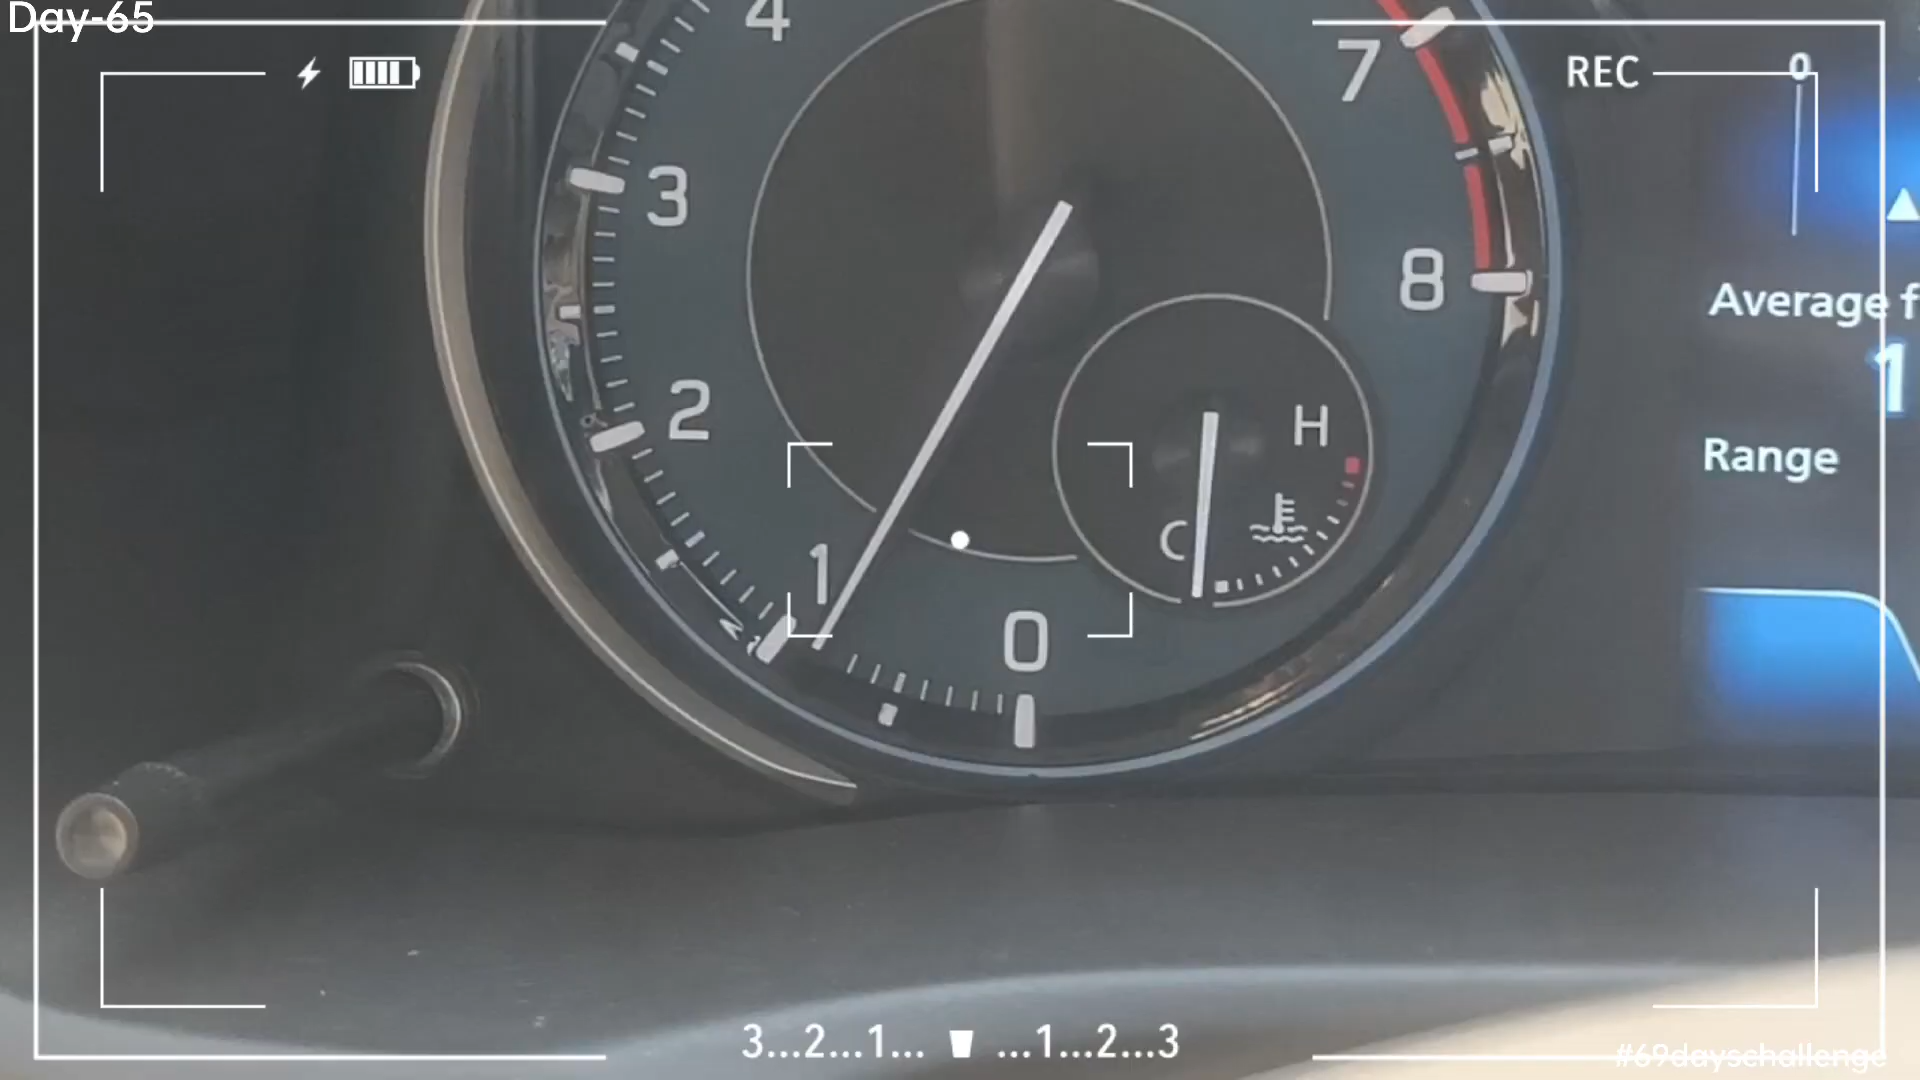 Day-65
REC
0
4
7
3
8
Average f
1
2
H
Range
C
1
0
3...2...1... ...1...2...3
#69dayschallenge